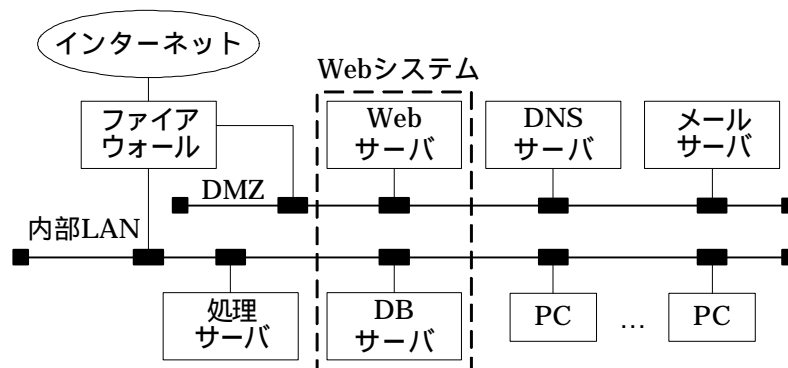 インターネット
Webシステム
ファイア
ウォール
Web
サーバ
DNS
サーバ
メール
サーバ
DMZ
内部LAN
処理
サーバ
DB
サーバ
PC
…
PC